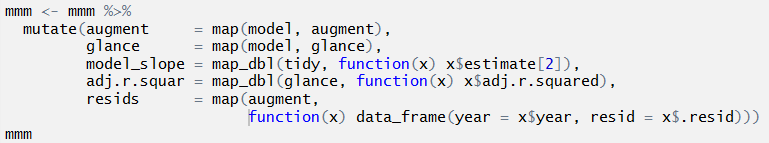 mmm <- mmm %>%
  mutate(augment     = map(model, augment),
         glance      = map(model, glance),
         model_slope = map_dbl(tidy, function(x) x$estimate[2]),
         adj.r.squar = map_dbl(glance, function(x) x$adj.r.squared),
         resids      = map(augment,
                           function(x) data_frame(year = x$year, resid = x$.resid)))
mmm